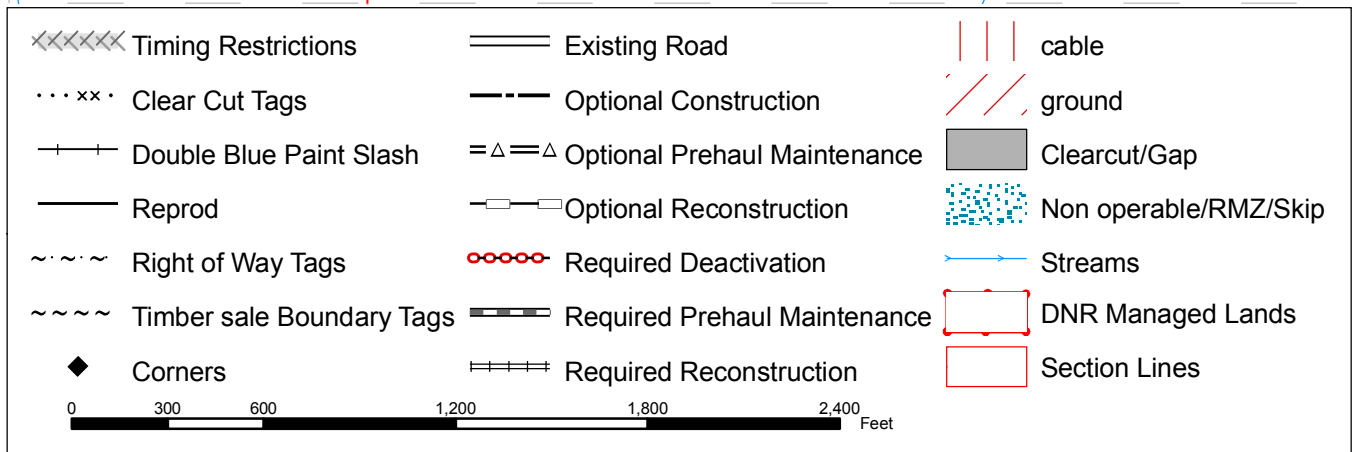 Timing Restrictions
Clear Cut Tags
Double Blue Paint Slash
Reprod
Right of Way Tags
Timber sale Boundary Tags
Corners
Existing Road
Optional Construction
Optional Prehaul Maintenance
Optional Reconstruction
Required Deactivation
Required Prehaul Maintenance
Required Reconstruction
cable
ground
Clearcut/Gap
Non operable/RMZ/Skip
Streams
DNR Managed Lands
Section Lines
0 300 600 1,200 1,800 2,400
Feet